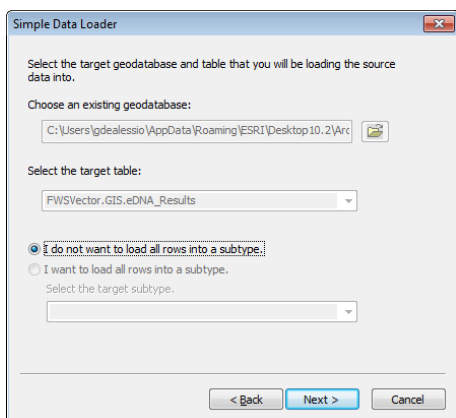 Simple Data Loader
Select the target geodatabase and table that you will be loading the source
data into.
Choose an existing geodatabase:
C:\Users\gdealessio\AppData\Roaming\ESRI\Desktop10.2\Arc
Select the target table:
FWSVector.GIS.eDNA_Results
I do not want to load all rows into a subtype.
I want to load all rows into a subtype.
Select the target subtype.
< Back Next > Cancel